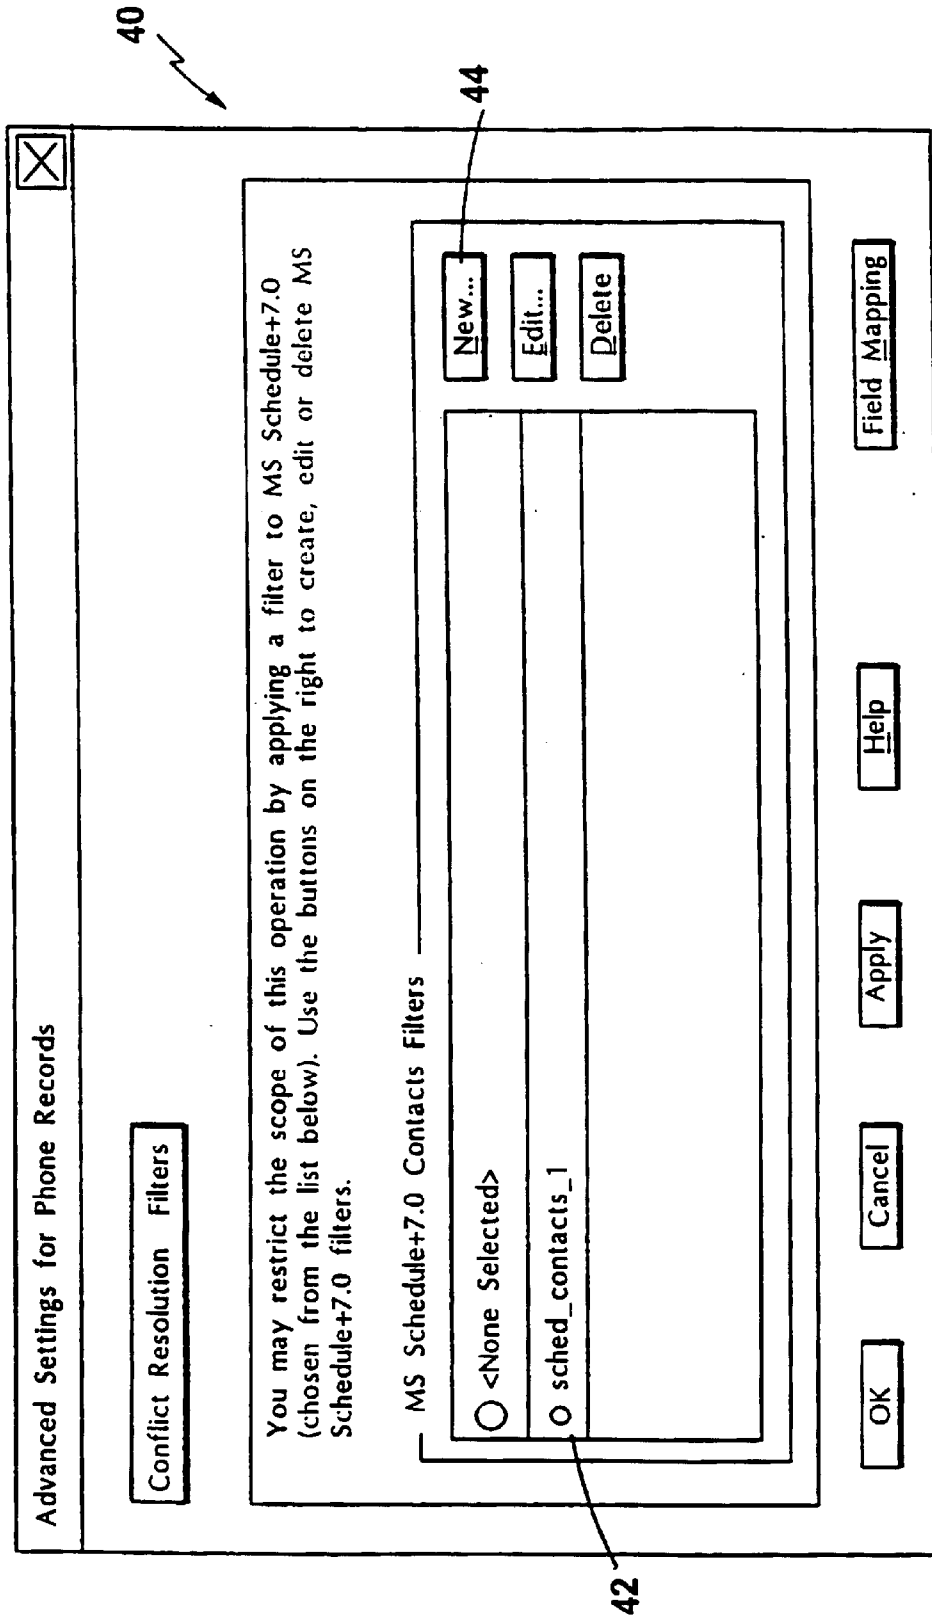 40
Advanced Settings for Phone Records
Conflict Resolution Filters
You may restrict the scope of this operation by applying a filter to MS Schedule+7.0
(chosen from the list below). Use the buttons on the right to create, edit or delete MS
Schedule+7.0 filters.
MS Schedule+7.0 Contacts Filters
44
<None Selected>
New...
sched_contacts_1
Edit...
Delete
42
OK
Cancel
Apply
Help
Field Mapping